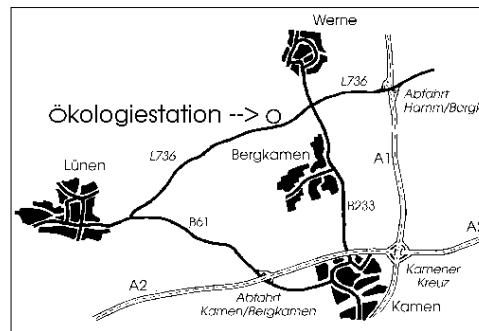 Werne
L736
Abfahrt
Hamm/Bergk
Ökologiestation --> O
L736
Bergkamen
A1
Lünen
B61
B233
A2
Kamener
Kreuz
A2
Abfahrt
Kamen/Bergkamen
Kamen